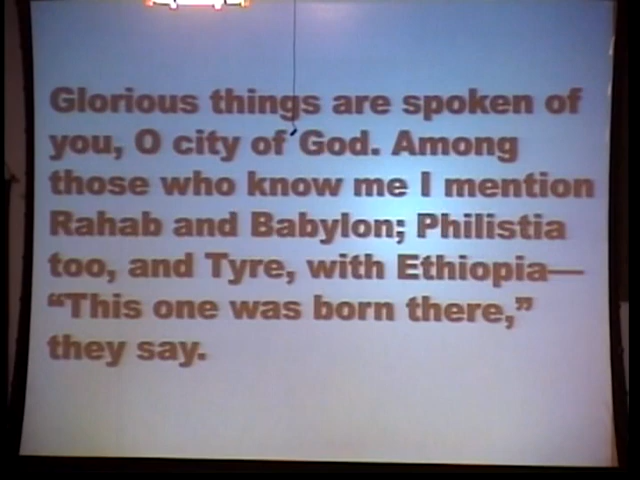 Glorious things are spoken of
you, O city of God. Among
those who know me I mention
Rahab and Babylon; Philistia
too, and Tyre, with Ethiopia—
“This one was born there,”
they say.